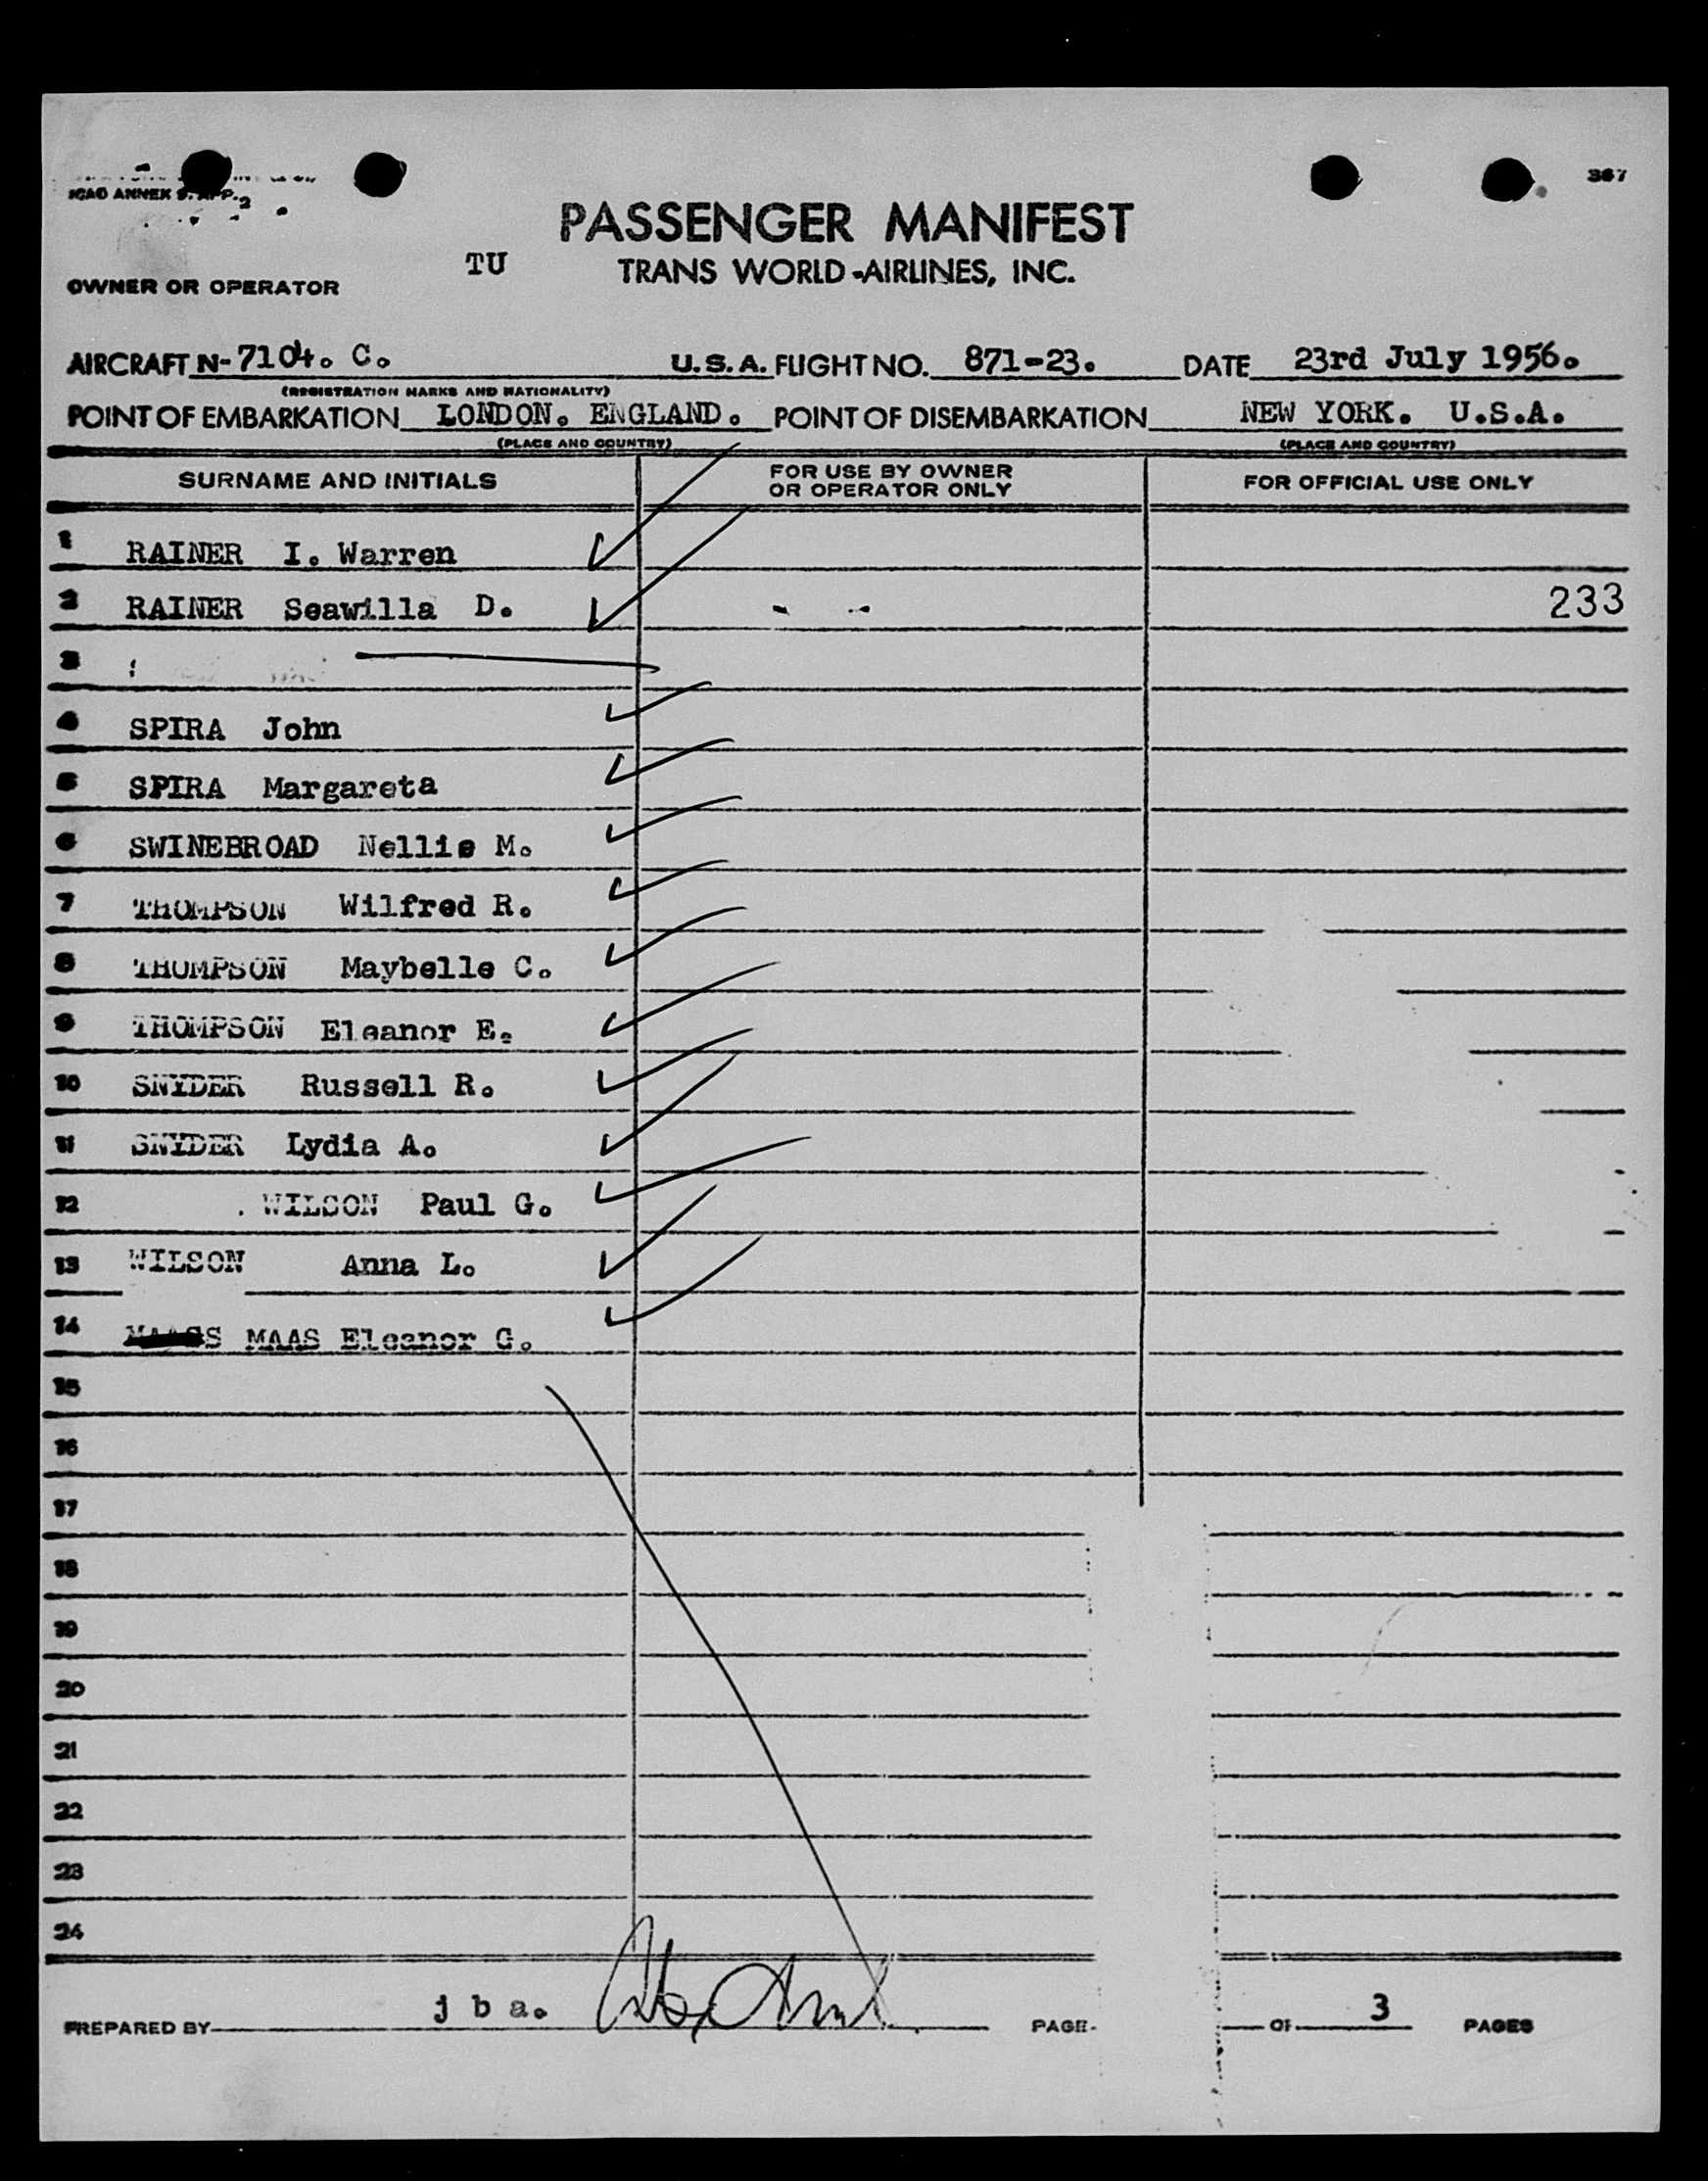 367
ICAO ANNEX 9. APP. 2
PASSENGER MANIFEST
TU
TRANS WORLD AIRLINES, INC.
OWNER OR OPERATOR
AIRCRAFT N-7104. C. U.S.A. FLIGHT NO. 871-23. DATE 23rd July 1956.
(REGISTRATION MARKS AND NATIONALITY)
POINT OF EMBARKATION LONDON. ENGLAND. POINT OF DISEMBARKATION NEW YORK. U.S.A.
(PLACE AND COUNTRY) (PLACE AND COUNTRY)
SURNAME AND INITIALS FOR USE BY OWNER OR OPERATOR ONLY FOR OFFICIAL USE ONLY
1 RAINER I. Warren
2 RAINER Seawilla D. 233
3
4 SPIRA John
5 SPIRA Margareta
6 SWINEBROAD Nellie M.
7 THOMPSON Wilfred R.
8 THOMPSON Maybelle C.
9 THOMPSON Eleanor E.
10 SNYDER Russell R.
11 SNYDER Lydia A.
12 WILSON Paul G.
13 WILSON Anna L.
14 MAAS Eleanor G.
15
16
17
18
19
20
21
22
23
24
PREPARED BY j b a. PAGE OF 3 PAGES